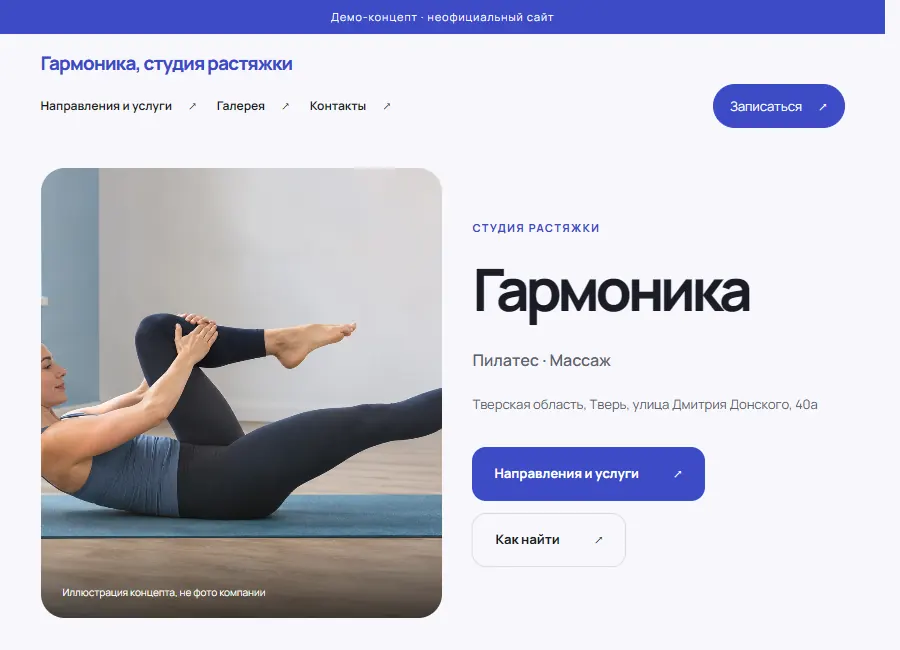 Демо-концепт · неофициальный сайт
Гармоника, студия растяжки
Направления и услуги ↗ Галерея ↗ Контакты ↗
Записаться ↗
СТУДИЯ РАСТЯЖКИ
Гармоника
Пилатес · Массаж
Тверская область, Тверь, улица Дмитрия Донского, 40а
Направления и услуги ↗
Как найти ↗
Иллюстрация концепта, не фото компании